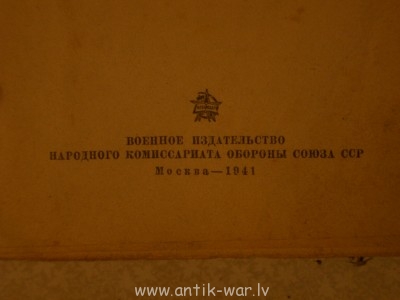 ВОЕННОЕ ИЗДАТЕЛЬСТВО
НАРОДНОГО КОМИССАРИАТА ОБОРОНЫ СОЮЗА ССР
Москва—1941
www.antik-war.lv